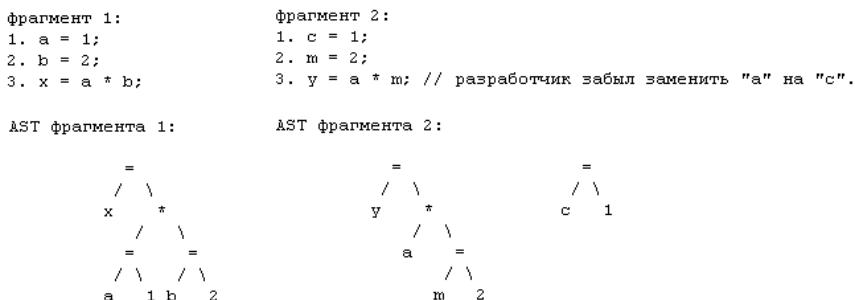 фрагмент 1: фрагмент 2:
1. a = 1; 1. c = 1;
2. b = 2; 2. m = 2;
3. x = a * b; 3. y = a * m; // разработчик забыл заменить "a" на "c".
AST фрагмента 1: AST фрагмента 2:
= = =
/ \ / \ / \
x * y * c 1
/ \ / \
= = a =
/ \ / \ / \
a 1 b 2 m 2